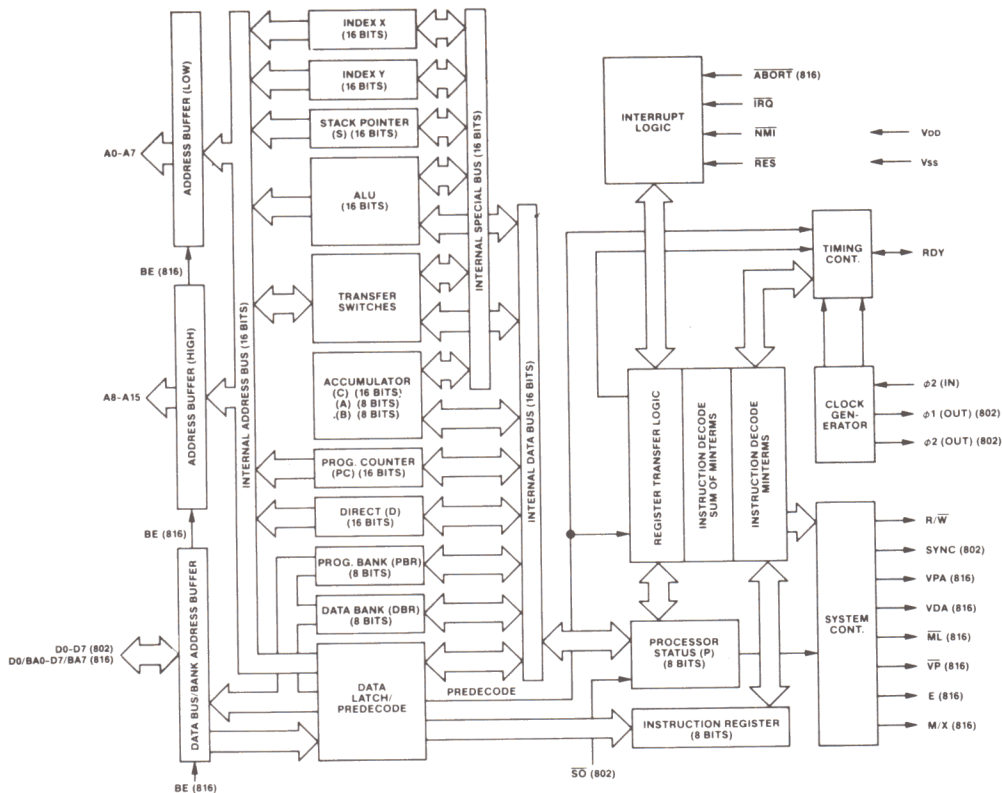 INDEX X
(16 BITS)
INDEX Y
(16 BITS)
STACK POINTER
(S) (16 BITS)
ALU
(16 BITS)
TRANSFER
SWITCHES
ACCUMULATOR
(C) (16 BITS)
(A) (8 BITS)
(B) (8 BITS)
PROG. COUNTER
(PC) (16 BITS)
DIRECT (D)
(16 BITS)
PROG. BANK (PBR)
(8 BITS)
DATA BANK (DBR)
(8 BITS)
DATA
LATCH/
PREDECODE
PREDECODE
ADDRESS BUFFER (LOW)
A0-A7
BE (816)
ADDRESS BUFFER (HIGH)
A8-A15
BE (816)
DATA BUS/BANK ADDRESS BUFFER
D0-D7 (802)
D0/BA0-D7/BA7 (816)
BE (816)
INTERNAL ADDRESS BUS (16 BITS)
INTERNAL SPECIAL BUS (16 BITS)
INTERNAL DATA BUS (16 BITS)
INTERRUPT
LOGIC
A̅B̅O̅R̅T̅ (816)
I̅R̅Q̅
N̅M̅I̅
R̅E̅S̅
VDD
VSS
TIMING
CONT.
RDY
CLOCK
GEN-
ERATOR
ϕ2 (IN)
ϕ1 (OUT) (802)
ϕ2 (OUT) (802)
REGISTER TRANSFER LOGIC
INSTRUCTION DECODE
SUM OF MINTERMS
INSTRUCTION DECODE
MINTERMS
PROCESSOR
STATUS (P)
(8 BITS)
INSTRUCTION REGISTER
(8 BITS)
S̅O̅ (802)
SYSTEM
CONT.
R/W̅
SYNC (802)
VPA (816)
VDA (816)
M̅L̅ (816)
V̅P̅ (816)
E (816)
M/X (816)